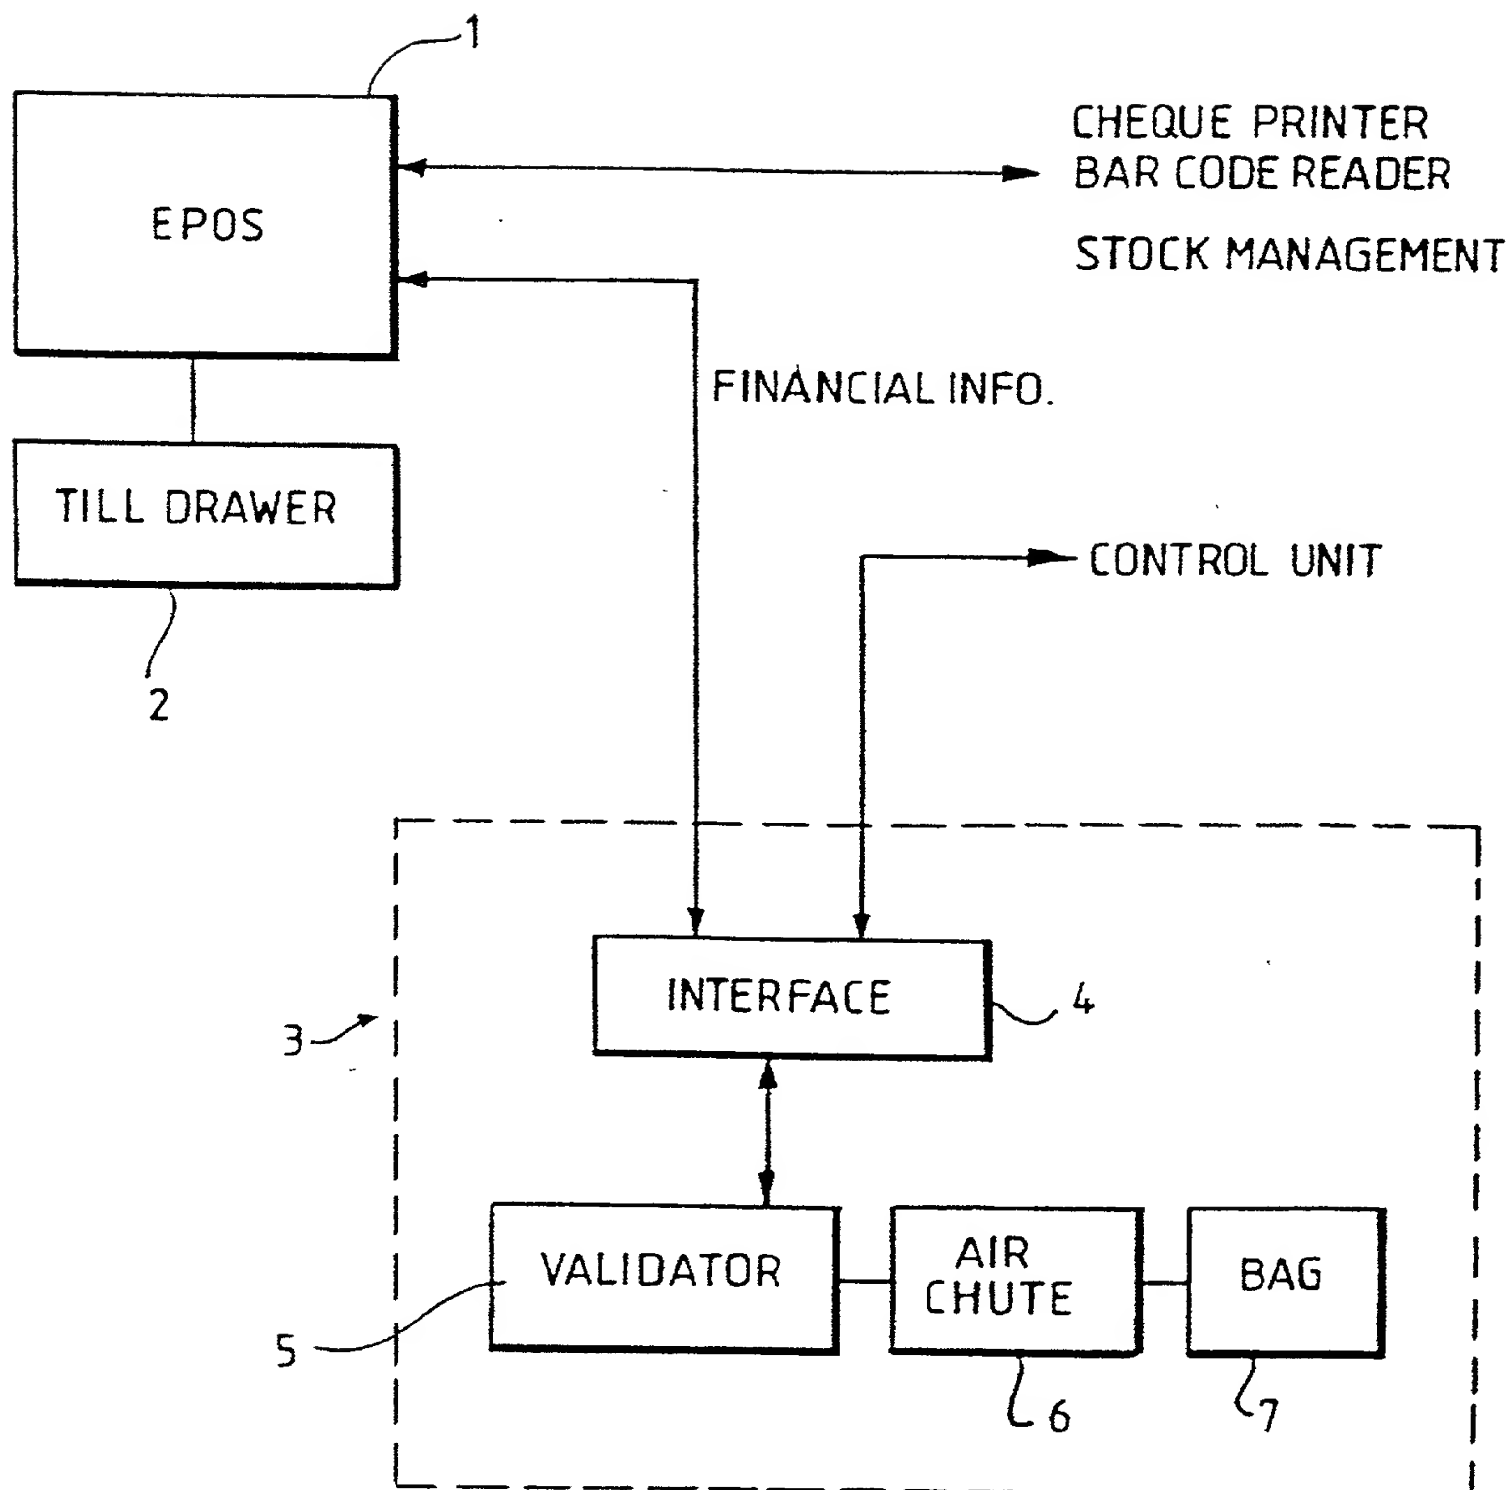 1
CHEQUE PRINTER
BAR CODE READER
EPOS
STOCK MANAGEMENT
FINANCIAL INFO.
TILL DRAWER
CONTROL UNIT
2
INTERFACE
4
3
VALIDATOR
AIR
CHUTE
BAG
5
6
7